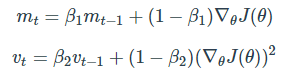 m_t = β_1 m_{t−1} + (1 − β_1)∇_θ J(θ)
v_t = β_2 v_{t−1} + (1 − β_2)(∇_θ J(θ))^2